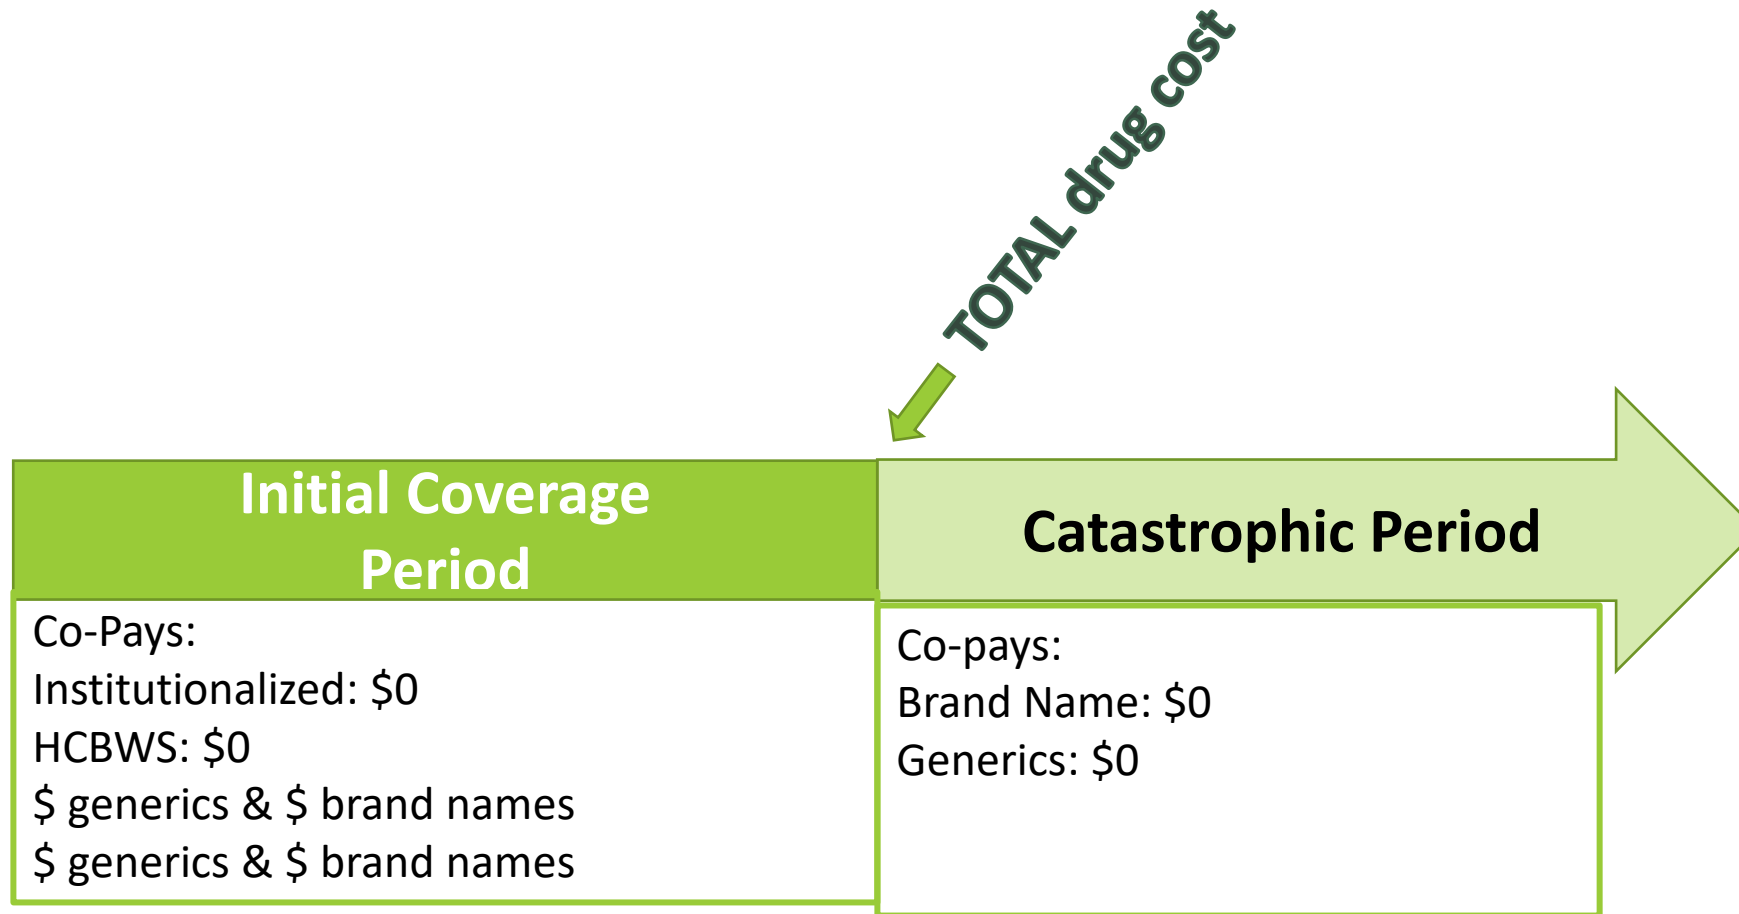 TOTAL drug cost
Initial Coverage
Period
Catastrophic Period
Co-Pays:
Institutionalized: $0
HCBWS: $0
$ generics & $ brand names
$ generics & $ brand names
Co-pays:
Brand Name: $0
Generics: $0